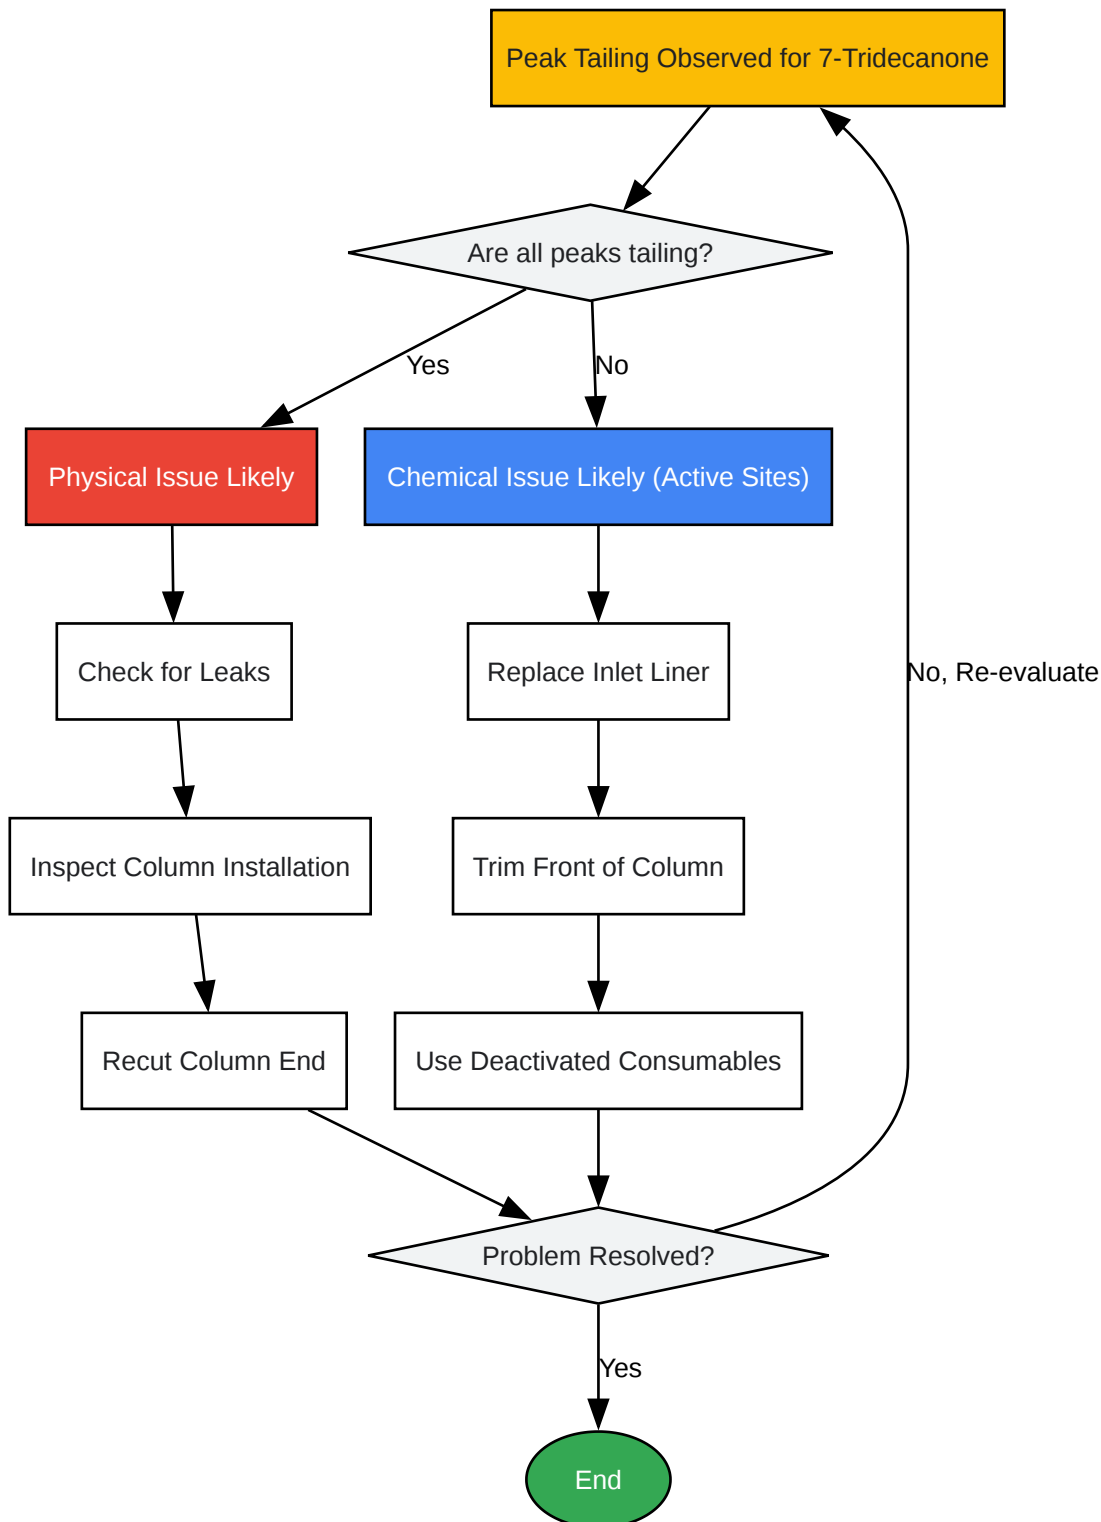 Peak Tailing Observed for 7-Tridecanone
Are all peaks tailing?
Yes
No
Physical Issue Likely
Chemical Issue Likely (Active Sites)
Check for Leaks
Replace Inlet Liner
No, Re-evaluate
Inspect Column Installation
Trim Front of Column
Recut Column End
Use Deactivated Consumables
Problem Resolved?
Yes
End